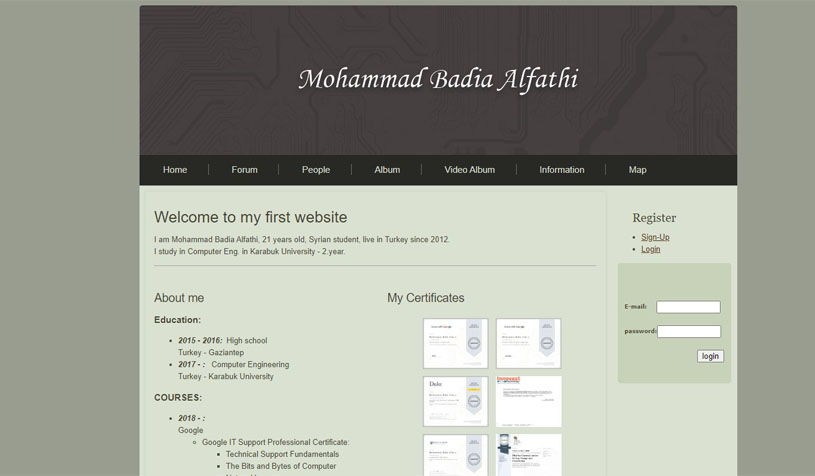 Mohammad Badia Alfathi
Home
Forum
People
Album
Video Album
Information
Map
Welcome to my first website
I am Mohammad Badia Alfathi, 21 years old, Syrian student, live in Turkey since 2012.
I study in Computer Eng. in Karabuk University - 2.year.
About me
Education:
2015 - 2016: High school
Turkey - Gaziantep
2017 - : Computer Engineering
Turkey - Karabuk University
COURSES:
2018 - :
Google
Google IT Support Professional Certificate:
Technical Support Fundamentals
The Bits and Bytes of Computer
My Certificates
Duke
Register
Sign-Up
Login
E-mail:
password:
login